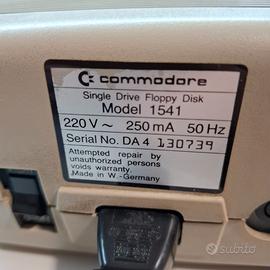 commodore
Single Drive Floppy Disk
Model 1541
220 V ~ 250 mA 50 Hz
Serial No. DA4 130739
Attempted repair by
unauthorized persons
voids warranty.
Made in W.-Germany
subito